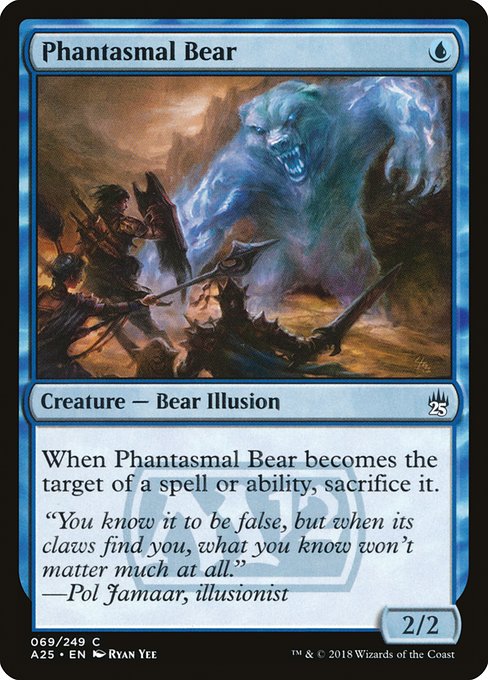 Phantasmal Bear
Creature — Bear Illusion
25
When Phantasmal Bear becomes the
target of a spell or ability, sacrifice it.
“You know it to be false, but when its
claws find you, what you know won’t
matter much at all.”
—Pol Jamaar, illusionist
M12
2/2
069/249 C
A25 • EN Ryan Yee
™ & © 2018 Wizards of the Coast